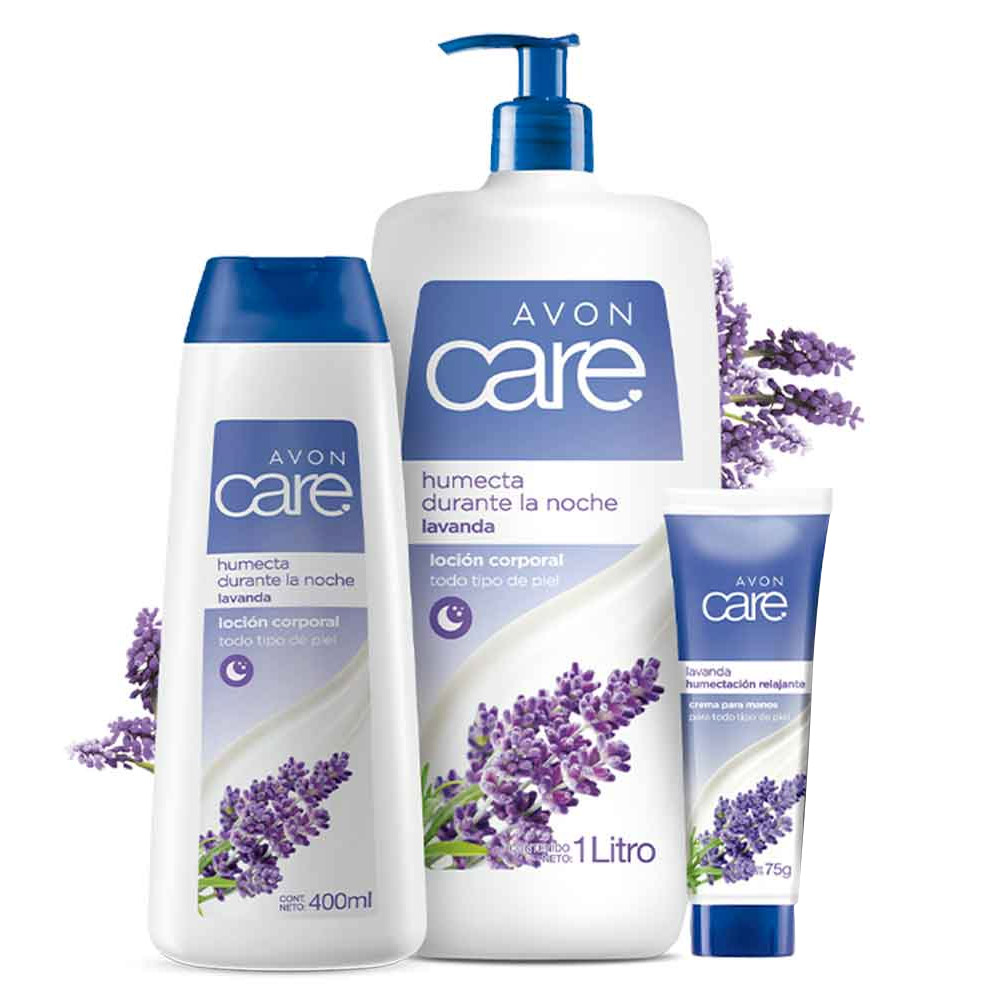 AVON
care
humecta
durante la noche
lavanda
loción corporal
todo tipo de piel
CONT.
NETO: 400ml
AVON
care
humecta
durante la noche
lavanda
loción corporal
todo tipo de piel
CONTENIDO
NETO: 1 Litro
AVON
care
lavanda
humectación relajante
crema para manos
para todo tipo de piel
75g